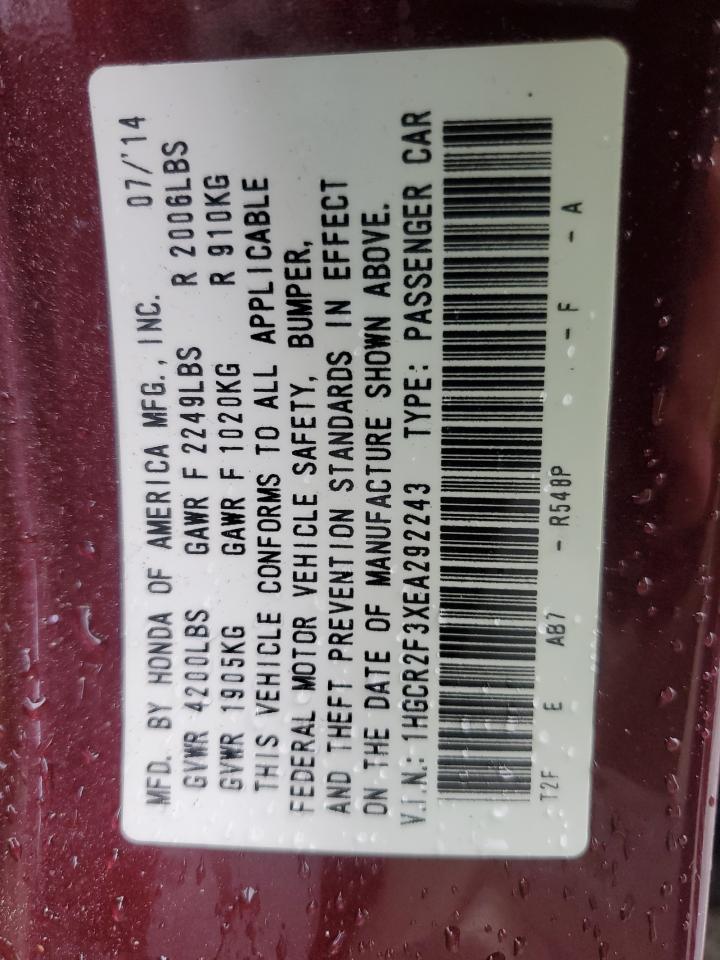 MFD. BY HONDA OF AMERICA MFG., INC. 07/'14
GVWR 4200LBS GAWR F 2249LBS R 2006LBS
GVWR 1905KG GAWR F 1020KG R 910KG
THIS VEHICLE CONFORMS TO ALL APPLICABLE
FEDERAL MOTOR VEHICLE SAFETY, BUMPER,
AND THEFT PREVENTION STANDARDS IN EFFECT
ON THE DATE OF MANUFACTURE SHOWN ABOVE.
V.I.N.: 1HGCR2F3XEA292243 TYPE: PASSENGER CAR
T2F E AB7 - R548P - F - A